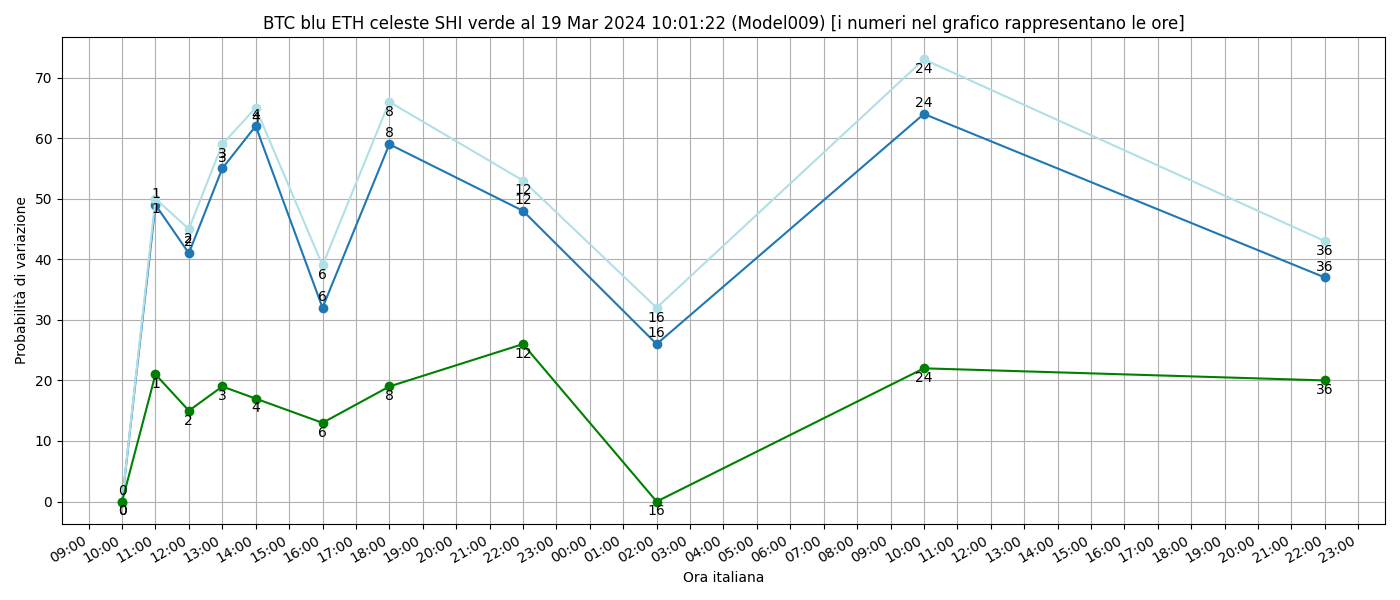 BTC blu ETH celeste SHI verde al 19 Mar 2024 10:01:22 (Model009) [i numeri nel grafico rappresentano le ore]
Probabilità di variazione
70
60
50
40
30
20
10
0
0 1 2 3 4 6 8 12 16 24 36
0 1 2 3 4 6 8 12 16 24 36
0 1 2 3 4 6 8 12 16 24 36
09:00 10:00 11:00 12:00 13:00 14:00 15:00 16:00 17:00 18:00 19:00 20:00 21:00 22:00 23:00 00:00 01:00 02:00 03:00 04:00 05:00 06:00 07:00 08:00 09:00 10:00 11:00 12:00 13:00 14:00 15:00 16:00 17:00 18:00 19:00 20:00 21:00 22:00 23:00
Ora italiana